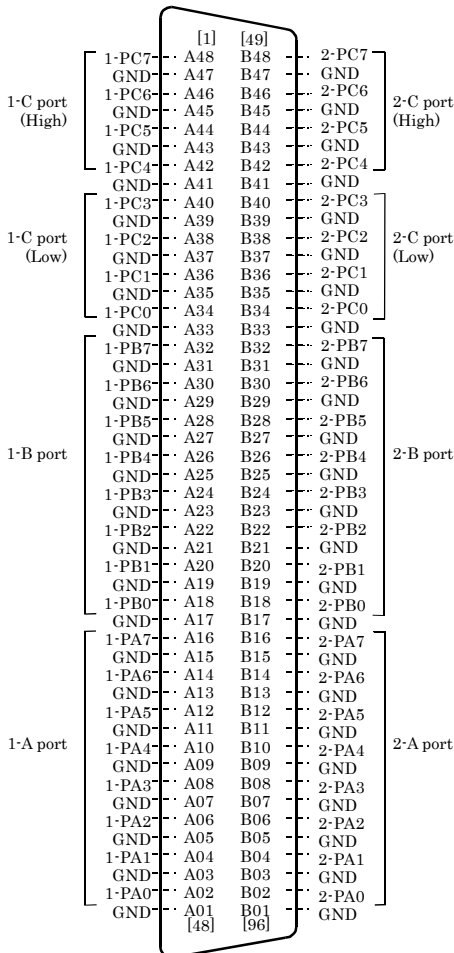 [1] [49]
1-PC7 A48 B48 2-PC7
GND A47 B47 GND
1-PC6 A46 B46 2-PC6
1-C port 2-C port
GND A45 B45 GND
(High) (High)
1-PC5 A44 B44 2-PC5
GND A43 B43 GND
1-PC4 A42 B42 2-PC4
GND A41 B41 GND
1-PC3 A40 B40 2-PC3
GND A39 B39 GND
1-C port 1-PC2 A38 B38 2-PC2 2-C port
(Low) GND A37 B37 GND (Low)
1-PC1 A36 B36 2-PC1
GND A35 B35 GND
1-PC0 A34 B34 2-PC0
GND A33 B33 GND
1-PB7 A32 B32 2-PB7
GND A31 B31 GND
1-PB6 A30 B30 2-PB6
GND A29 B29 GND
1-PB5 A28 B28 2-PB5
GND A27 B27 GND
1-B port 1-PB4 A26 B26 2-PB4 2-B port
GND A25 B25 GND
1-PB3 A24 B24 2-PB3
GND A23 B23 GND
1-PB2 A22 B22 2-PB2
GND A21 B21 GND
1-PB1 A20 B20 2-PB1
GND A19 B19 GND
1-PB0 A18 B18 2-PB0
GND A17 B17 GND
1-PA7 A16 B16 2-PA7
GND A15 B15 GND
1-PA6 A14 B14 2-PA6
GND A13 B13 GND
1-PA5 A12 B12 2-PA5
GND A11 B11 GND
1-A port 1-PA4 A10 B10 2-PA4 2-A port
GND A09 B09 GND
1-PA3 A08 B08 2-PA3
GND A07 B07 GND
1-PA2 A06 B06 2-PA2
GND A05 B05 GND
1-PA1 A04 B04 2-PA1
GND A03 B03 GND
1-PA0 A02 B02 2-PA0
GND A01 B01 GND
[48] [96]